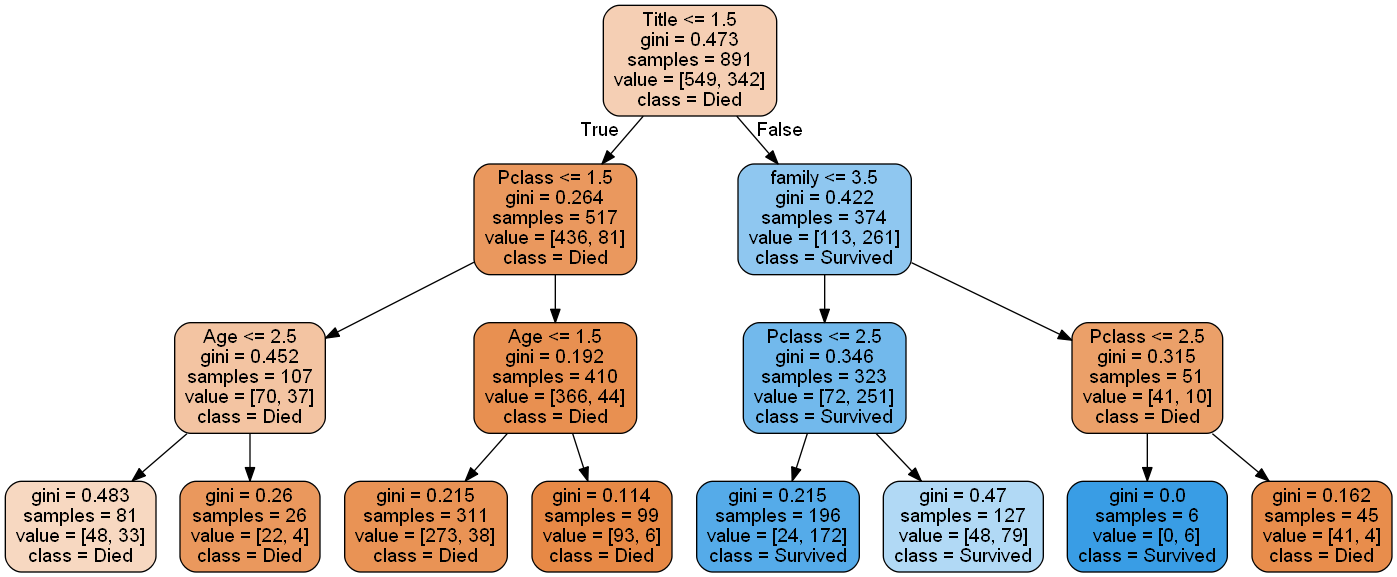 Title <= 1.5
gini = 0.473
samples = 891
value = [549, 342]
class = Died
True
False
Pclass <= 1.5
gini = 0.264
samples = 517
value = [436, 81]
class = Died
family <= 3.5
gini = 0.422
samples = 374
value = [113, 261]
class = Survived
Age <= 2.5
gini = 0.452
samples = 107
value = [70, 37]
class = Died
Age <= 1.5
gini = 0.192
samples = 410
value = [366, 44]
class = Died
Pclass <= 2.5
gini = 0.346
samples = 323
value = [72, 251]
class = Survived
Pclass <= 2.5
gini = 0.315
samples = 51
value = [41, 10]
class = Died
gini = 0.483
samples = 81
value = [48, 33]
class = Died
gini = 0.26
samples = 26
value = [22, 4]
class = Died
gini = 0.215
samples = 311
value = [273, 38]
class = Died
gini = 0.114
samples = 99
value = [93, 6]
class = Died
gini = 0.215
samples = 196
value = [24, 172]
class = Survived
gini = 0.47
samples = 127
value = [48, 79]
class = Survived
gini = 0.0
samples = 6
value = [0, 6]
class = Survived
gini = 0.162
samples = 45
value = [41, 4]
class = Died